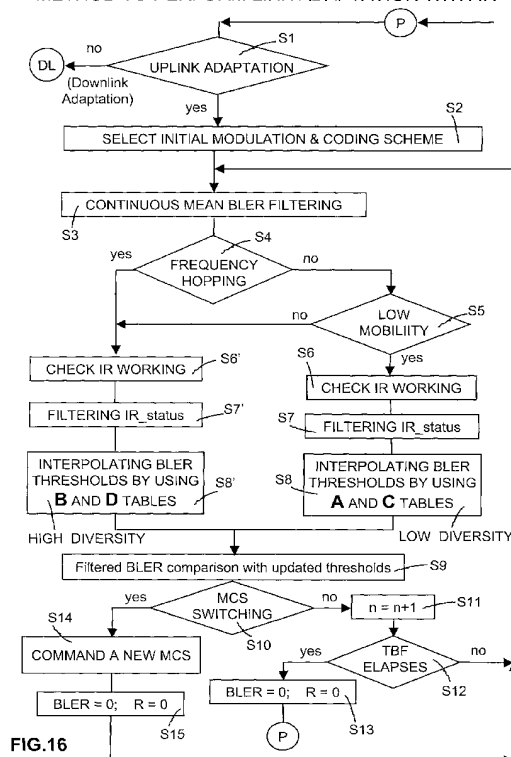 P
S1
no
DL
UPLINK ADAPTATION
(Downlink
Adaptation)
yes
S2
SELECT INITIAL MODULATION & CODING SCHEME
CONTINUOUS MEAN BLER FILTERING
S3
S4
yes
FREQUENCY
HOPPING
no
LOW
MOBILIITY
S5
no
yes
S6'
CHECK IR WORKING
S6
CHECK IR WORKING
FILTERING IR_status
S7'
S7
FILTERING IR_status
INTERPOLATING BLER
THRESHOLDS BY USING
B AND D TABLES
S8'
INTERPOLATING BLER
THRESHOLDS BY USING
A AND C TABLES
S8
HIGH DIVERSITY
LOW DIVERSITY
Filtered BLER comparison with updated thresholds
S9
yes
MCS
SWITCHING
no
S10
n = n+1
S11
S14
COMMAND A NEW MCS
yes
TBF
ELAPSES
no
S12
BLER = 0; R = 0
S15
BLER = 0; R = 0
S13
P
FIG.16